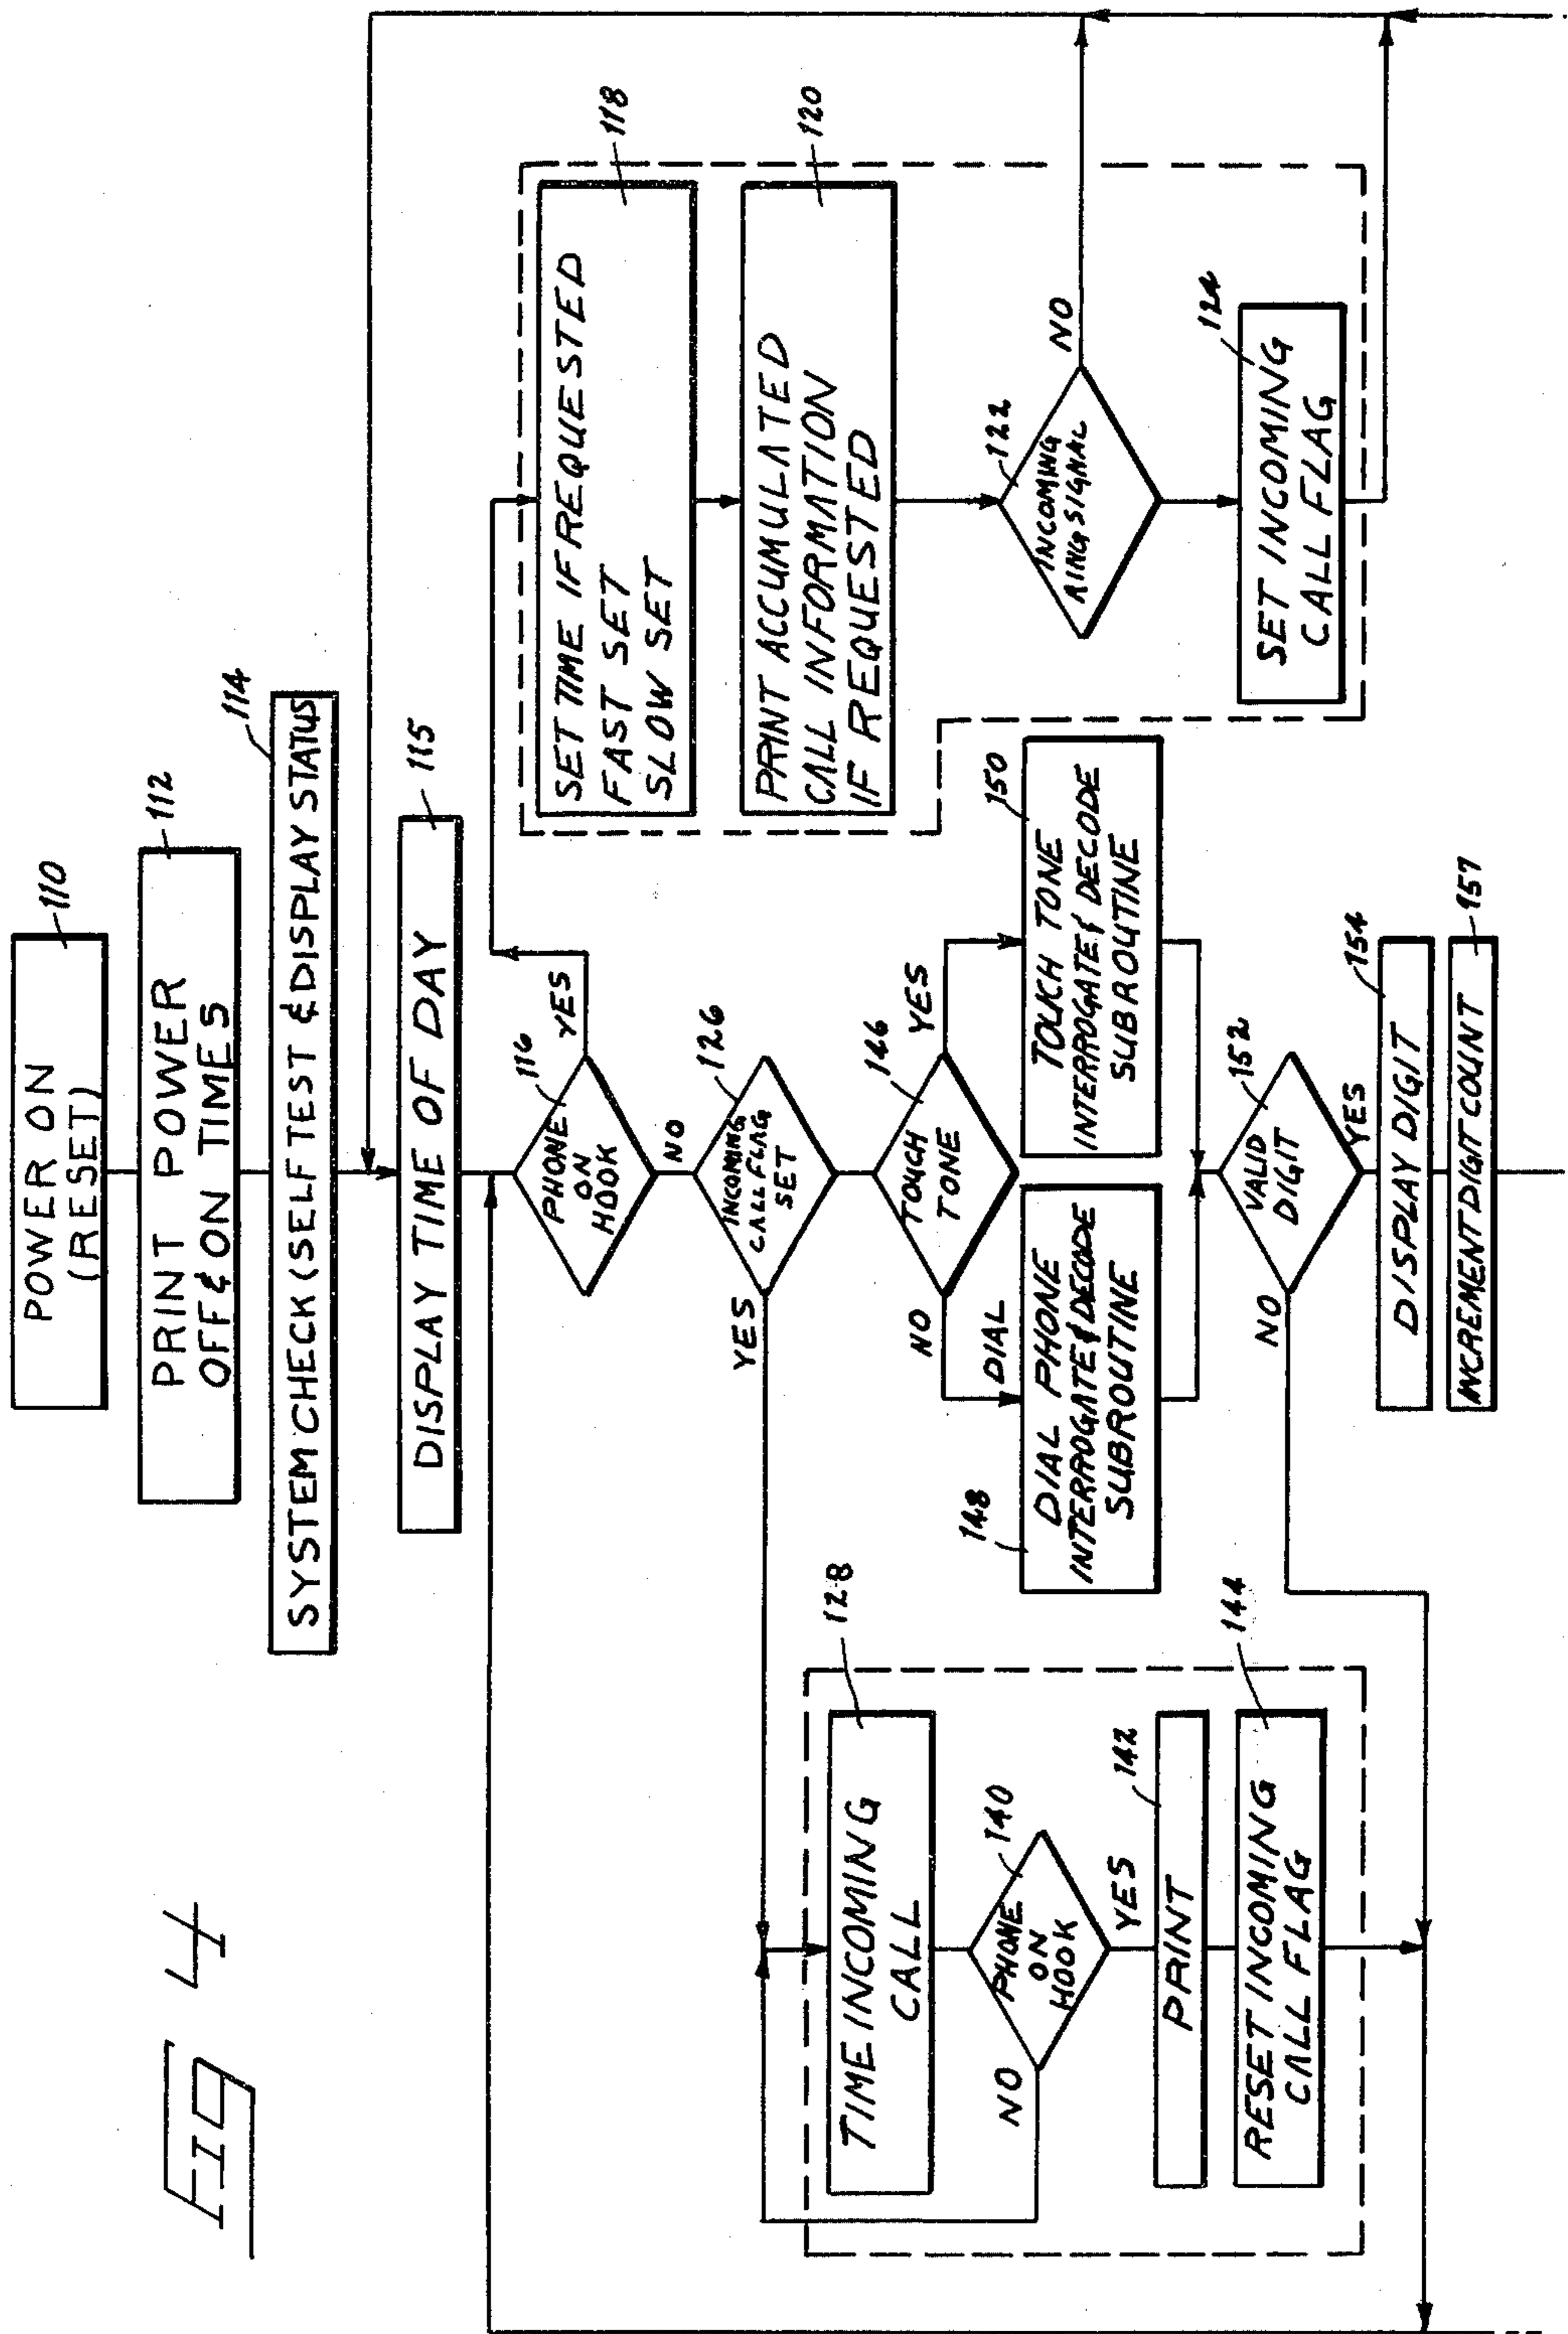 FIG 4
POWER ON
(RESET)
110
PRINT POWER
OFF & ON TIMES
112
SYSTEM CHECK (SELF TEST & DISPLAY STATUS
114
DISPLAY TIME OF DAY
115
PHONE
ON
HOOK
116
YES
NO
SET TIME IF REQUESTED
FAST SET
SLOW SET
118
PRINT ACCUMULATED
CALL INFORMATION
IF REQUESTED
120
INCOMING
RING SIGNAL
122
NO
SET INCOMING
CALL FLAG
124
INCOMING
CALL FLAG
SET
126
YES
TIME INCOMING
CALL
128
PHONE
ON
HOOK
140
NO
YES
PRINT
142
RESET INCOMING
CALL FLAG
144
TOUCH
TONE
146
NO
YES
DIAL
DIAL PHONE
INTERROGATE & DECODE
SUBROUTINE
148
TOUCH TONE
INTERROGATE & DECODE
SUBROUTINE
150
VALID
DIGIT
152
NO
YES
DISPLAY DIGIT
154
INCREMENT DIGIT COUNT
157